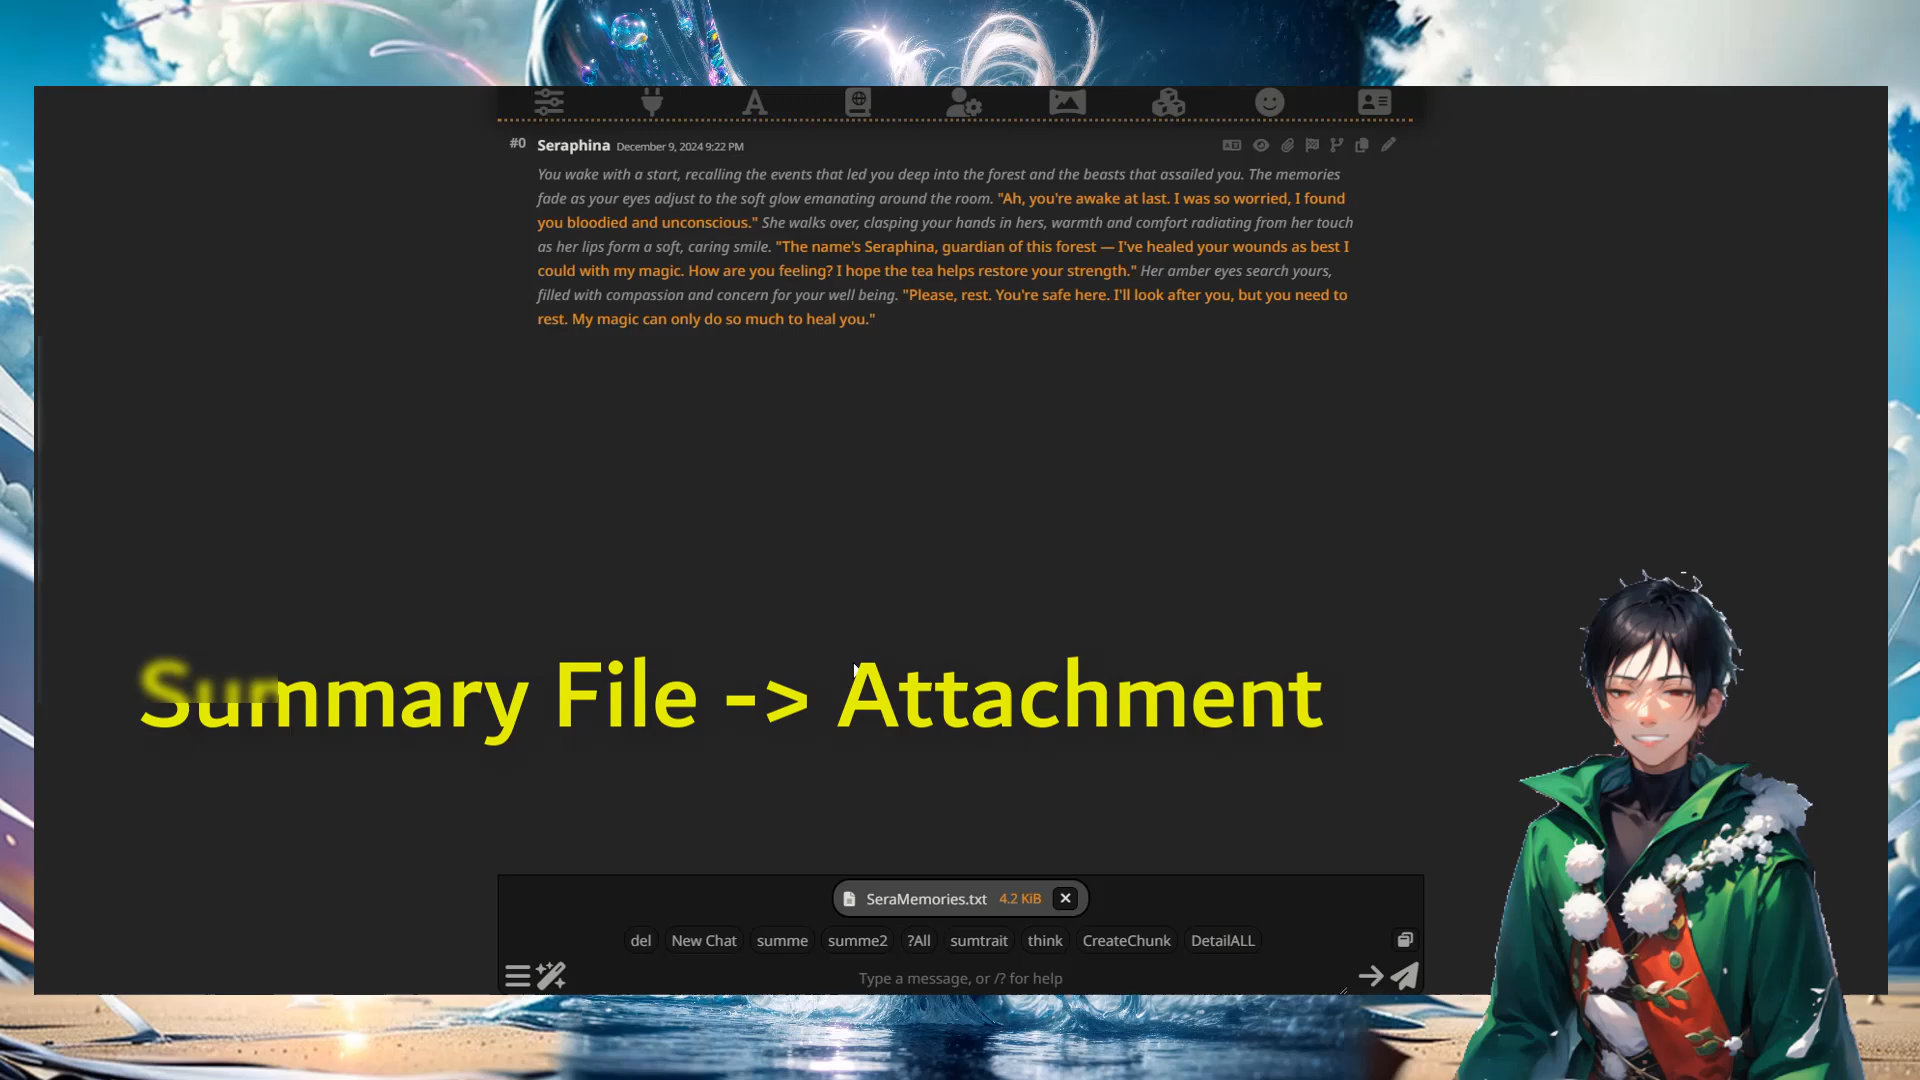 #0 Seraphina December 9, 2024 9:22 PM
You wake with a start, recalling the events that led you deep into the forest and the beasts that assailed you. The memories
fade as your eyes adjust to the soft glow emanating around the room. "Ah, you're awake at last. I was so worried, I found
you bloodied and unconscious." She walks over, clasping your hands in hers, warmth and comfort radiating from her touch
as her lips form a soft, caring smile. "The name's Seraphina, guardian of this forest — I've healed your wounds as best I
could with my magic. How are you feeling? I hope the tea helps restore your strength." Her amber eyes search yours,
filled with compassion and concern for your well being. "Please, rest. You're safe here. I'll look after you, but you need to
rest. My magic can only do so much to heal you."
Summary File -> Attachment
SeraMemories.txt 4.2 KiB
del New Chat summe summe2 ?All sumtrait think CreateChunk DetailALL
Type a message, or /? for help